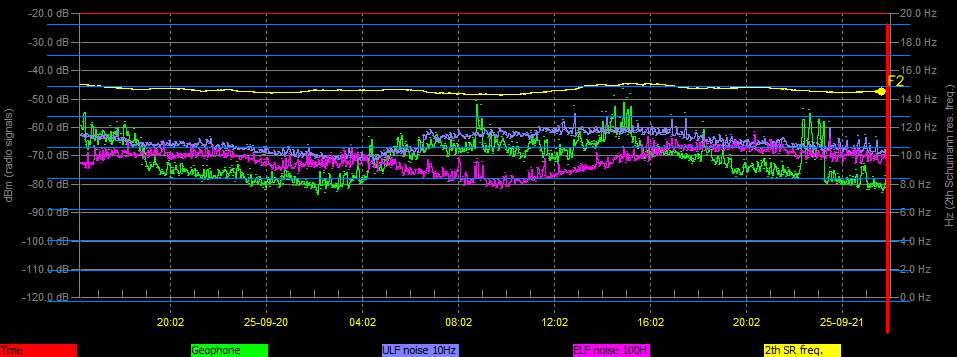 -20.0 dB 20.0 Hz
-30.0 dB 18.0 Hz
-40.0 dB 16.0 Hz
F2
-50.0 dB 14.0 Hz
-60.0 dB 12.0 Hz
-70.0 dB 10.0 Hz
-80.0 dB 8.0 Hz
-90.0 dB 6.0 Hz
-100.0 dB 4.0 Hz
-110.0 dB 2.0 Hz
-120.0 dB 0.0 Hz
dBm (radio signals)
Hz (2th Schumann res. freq.)
20:02 25-09-20 04:02 08:02 12:02 16:02 20:02 25-09-21
Time Geophone ULF noise 10Hz ELF noise 100H 2th SR freq.